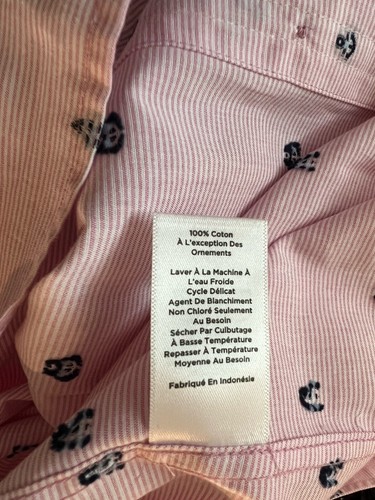 100% Coton
À L'exception Des
Ornements
Laver À La Machine À
L'eau Froide
Cycle Délicat
Agent De Blanchiment
Non Chloré Seulement
Au Besoin
Sécher Par Culbutage
À Basse Température
Repasser À Température
Moyenne Au Besoin
Fabriqué En Indonésie